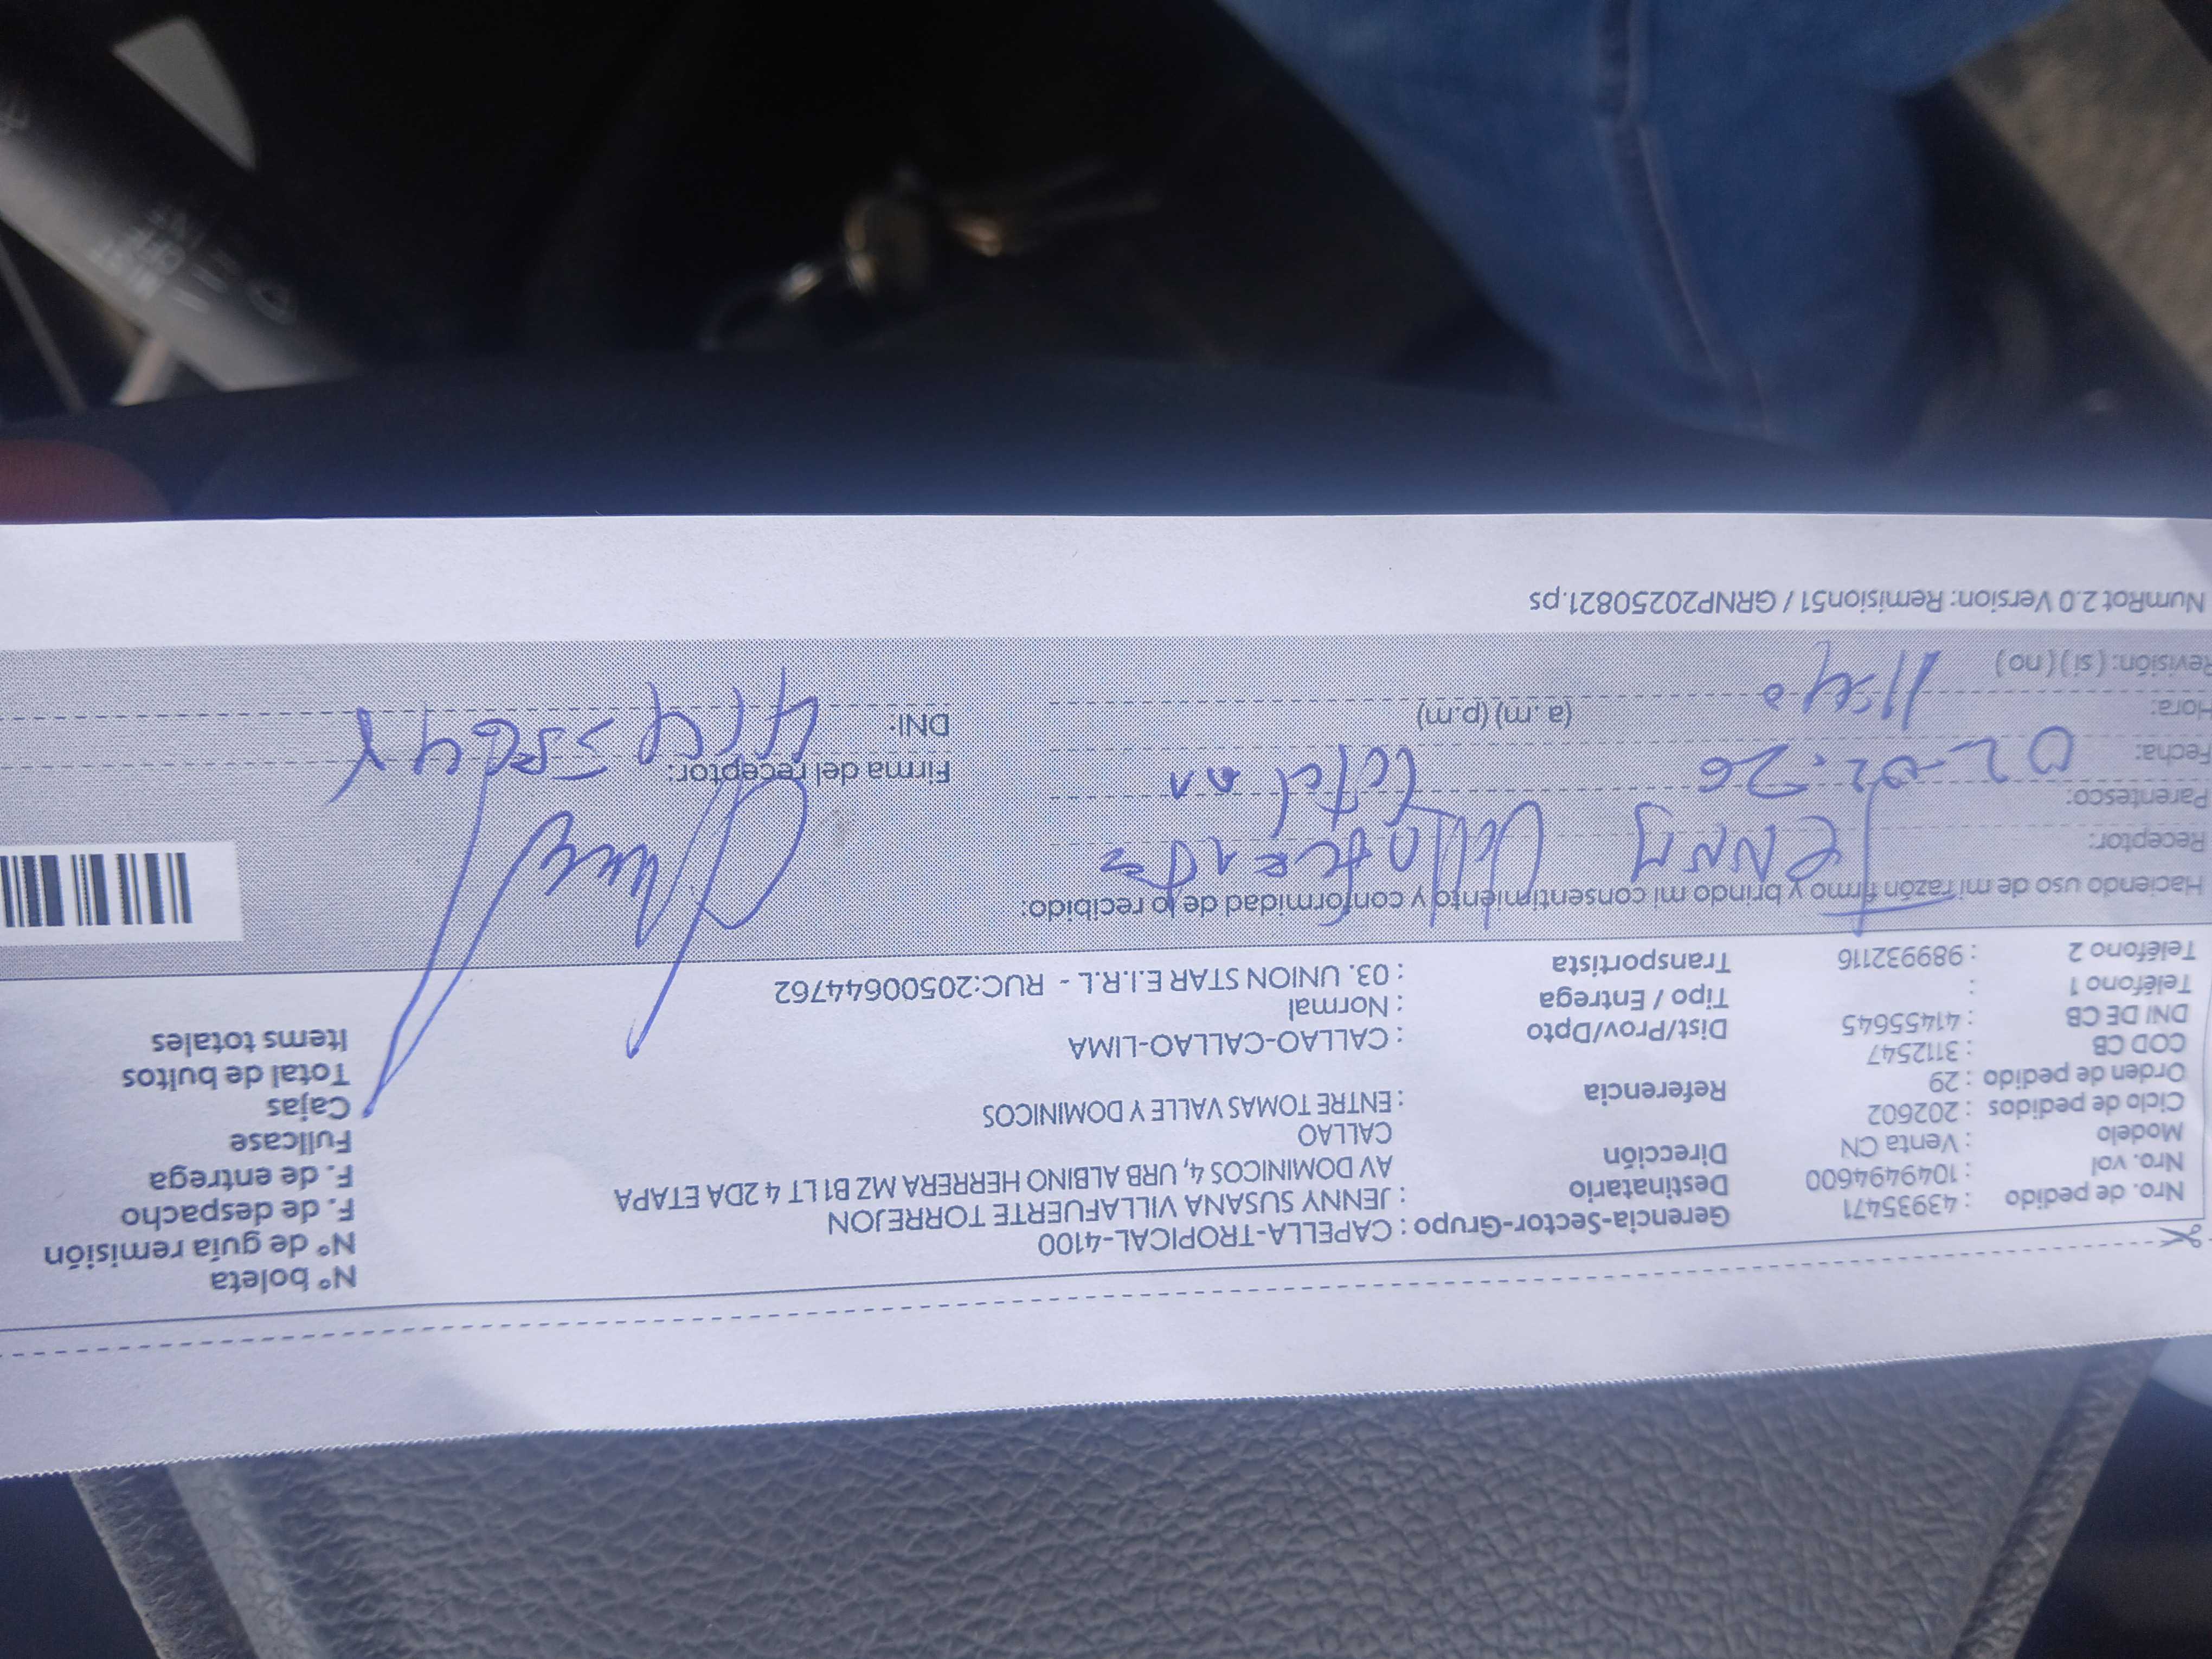 Nº boleta
Nro. de pedido : 43935471 Gerencia-Sector-Grupo : CAPELLA-TROPICAL-4100 Nº de guía remisión
Nro. vol : 1049494600 Destinatario : JENNY SUSANA VILLAFUERTE TORREJON F. de despacho
Modelo : Venta CN Dirección AV DOMINICOS 4, URB ALBINO HERRERA MZ B1 LT 4 2DA ETAPA F. de entrega
Ciclo de pedidos : 202602 CALLAO Fullcase
Orden de pedido : 29 Referencia : ENTRE TOMAS VALLE Y DOMINICOS Cajas
COD CB : 3112547 Total de bultos
DNI DE CB : 41455645 Dist/Prov/Dpto : CALLAO-CALLAO-LIMA Items totales
Teléfono 1 : Tipo / Entrega : Normal
Teléfono 2 : 989932116 Transportista : 03. UNION STAR E.I.R.L - RUC:20500644762
Haciendo uso de mi razón firmo y brindo mi consentimiento y conformidad de lo recibido:
Receptor: Jenny Villafuerte
Parentesco:
Fecha: 02-02-26 Firma del receptor:
Hora: (a. m) (p.m) DNI:
Revisión: ( si ) ( no )
NumRot 2.0 Version: Remision51 / GRNP20250821.ps